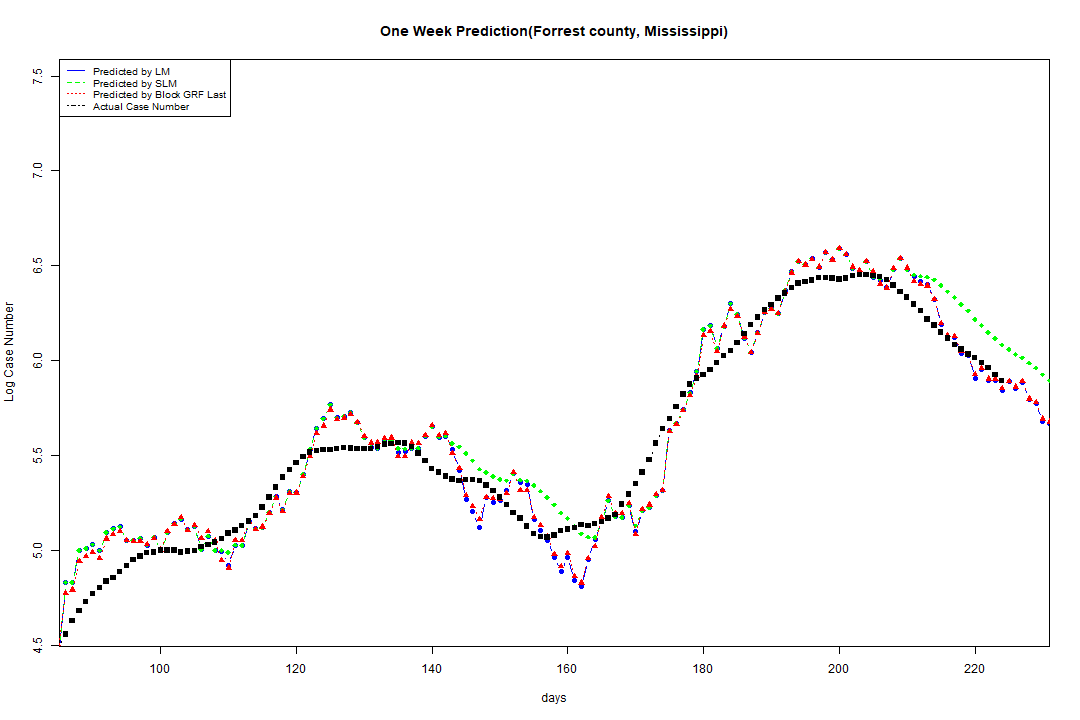 One Week Prediction(Forrest county, Mississippi)
7.5
7.0
6.5
6.0
5.5
5.0
4.5
Log Case Number
Predicted by LM
Predicted by SLM
Predicted by Block GRF Last
Actual Case Number
100 120 140 160 180 200 220
days